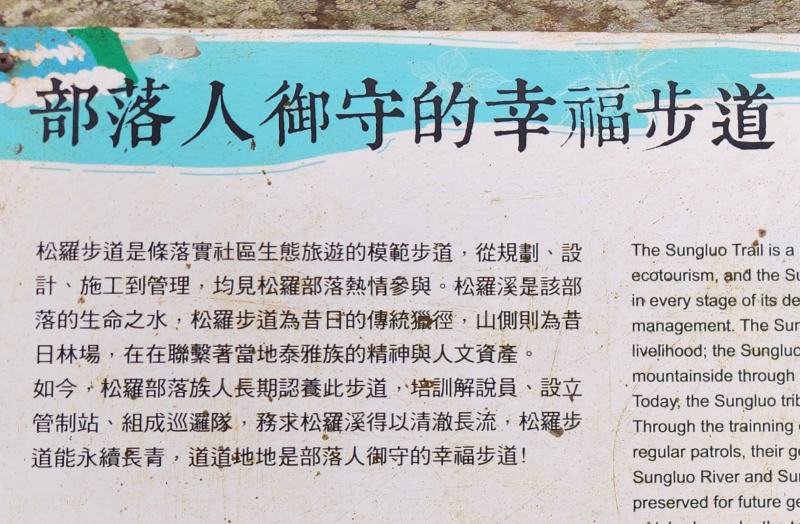 部落人御守的幸福步道
松羅步道是條落實社區生態旅遊的模範步道，從規劃、設
計、施工到管理，均見松羅部落熱情參與。松羅溪是該部
落的生命之水，松羅步道為昔日的傳統獵徑，山側則為昔
日林場，在在聯繫著當地泰雅族的精神與人文資產。
如今，松羅部落族人長期認養此步道，培訓解說員、設立
管制站、組成巡邏隊，務求松羅溪得以清澈長流，松羅步
道能永續長青，道道地地是部落人御守的幸福步道！
The Sungluo Trail is a
ecotourism, and the Su
in every stage of its de
management. The Sun
livelihood; the Sungluo
mountainside through
Today, the Sungluo trib
Through the trainning
regular patrols, their ge
Sungluo River and Sun
preserved for future ge